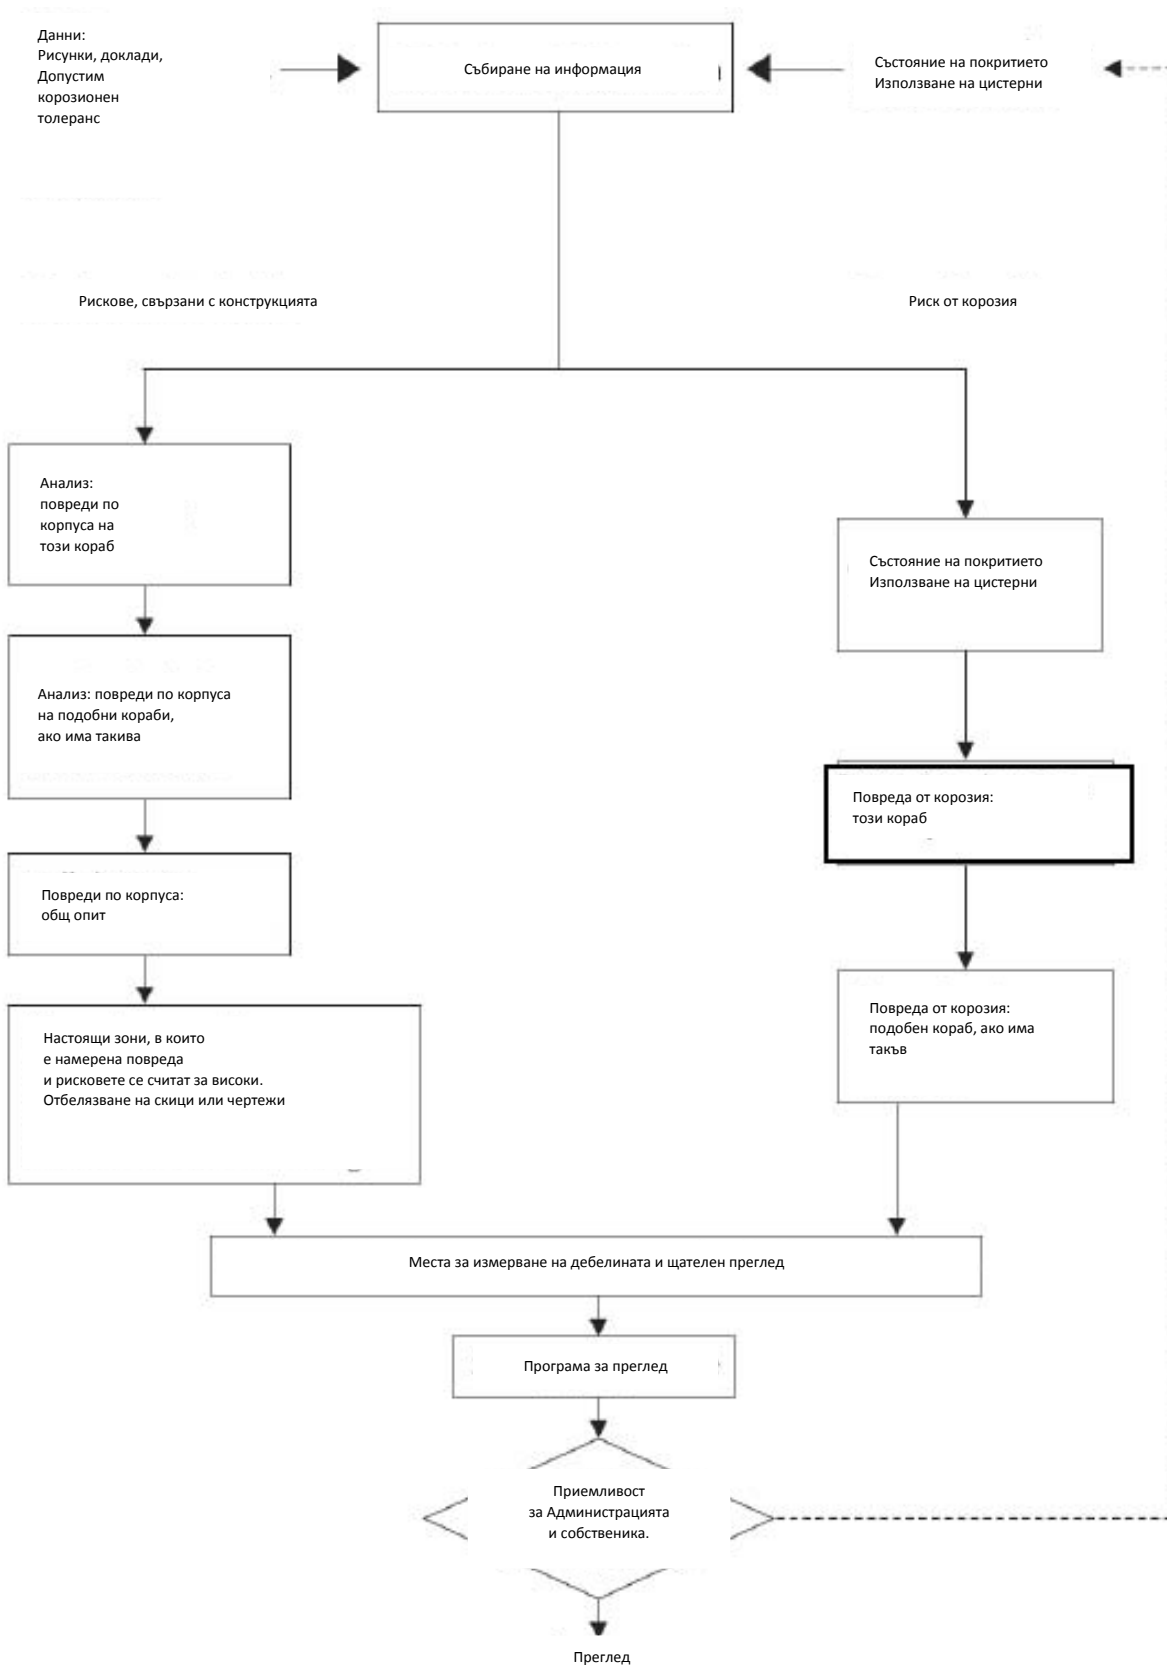 Данни:
Рисунки, доклади,
Допустим
корозионен
толеранс
Събиране на информация
Състояние на покритието
Използване на цистерни
Рискове, свързани с конструкцията
Риск от корозия
Анализ:
повреди по
корпуса на
този кораб
Състояние на покритието
Използване на цистерни
Анализ: повреди по корпуса
на подобни кораби,
ако има такива
Повреда от корозия:
този кораб
Повреди по корпуса:
общ опит
Повреда от корозия:
подобен кораб, ако има
такъв
Настоящи зони, в които
е намерена повреда
и рисковете се считат за високи.
Отбелязване на скици или чертежи
Места за измерване на дебелината и щателен преглед
Програма за преглед
Приемливост
за Администрацията
и собственика.
Преглед